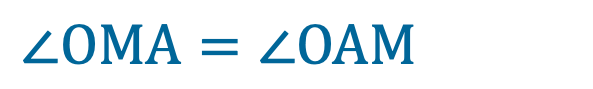 ∠OMA = ∠OAM